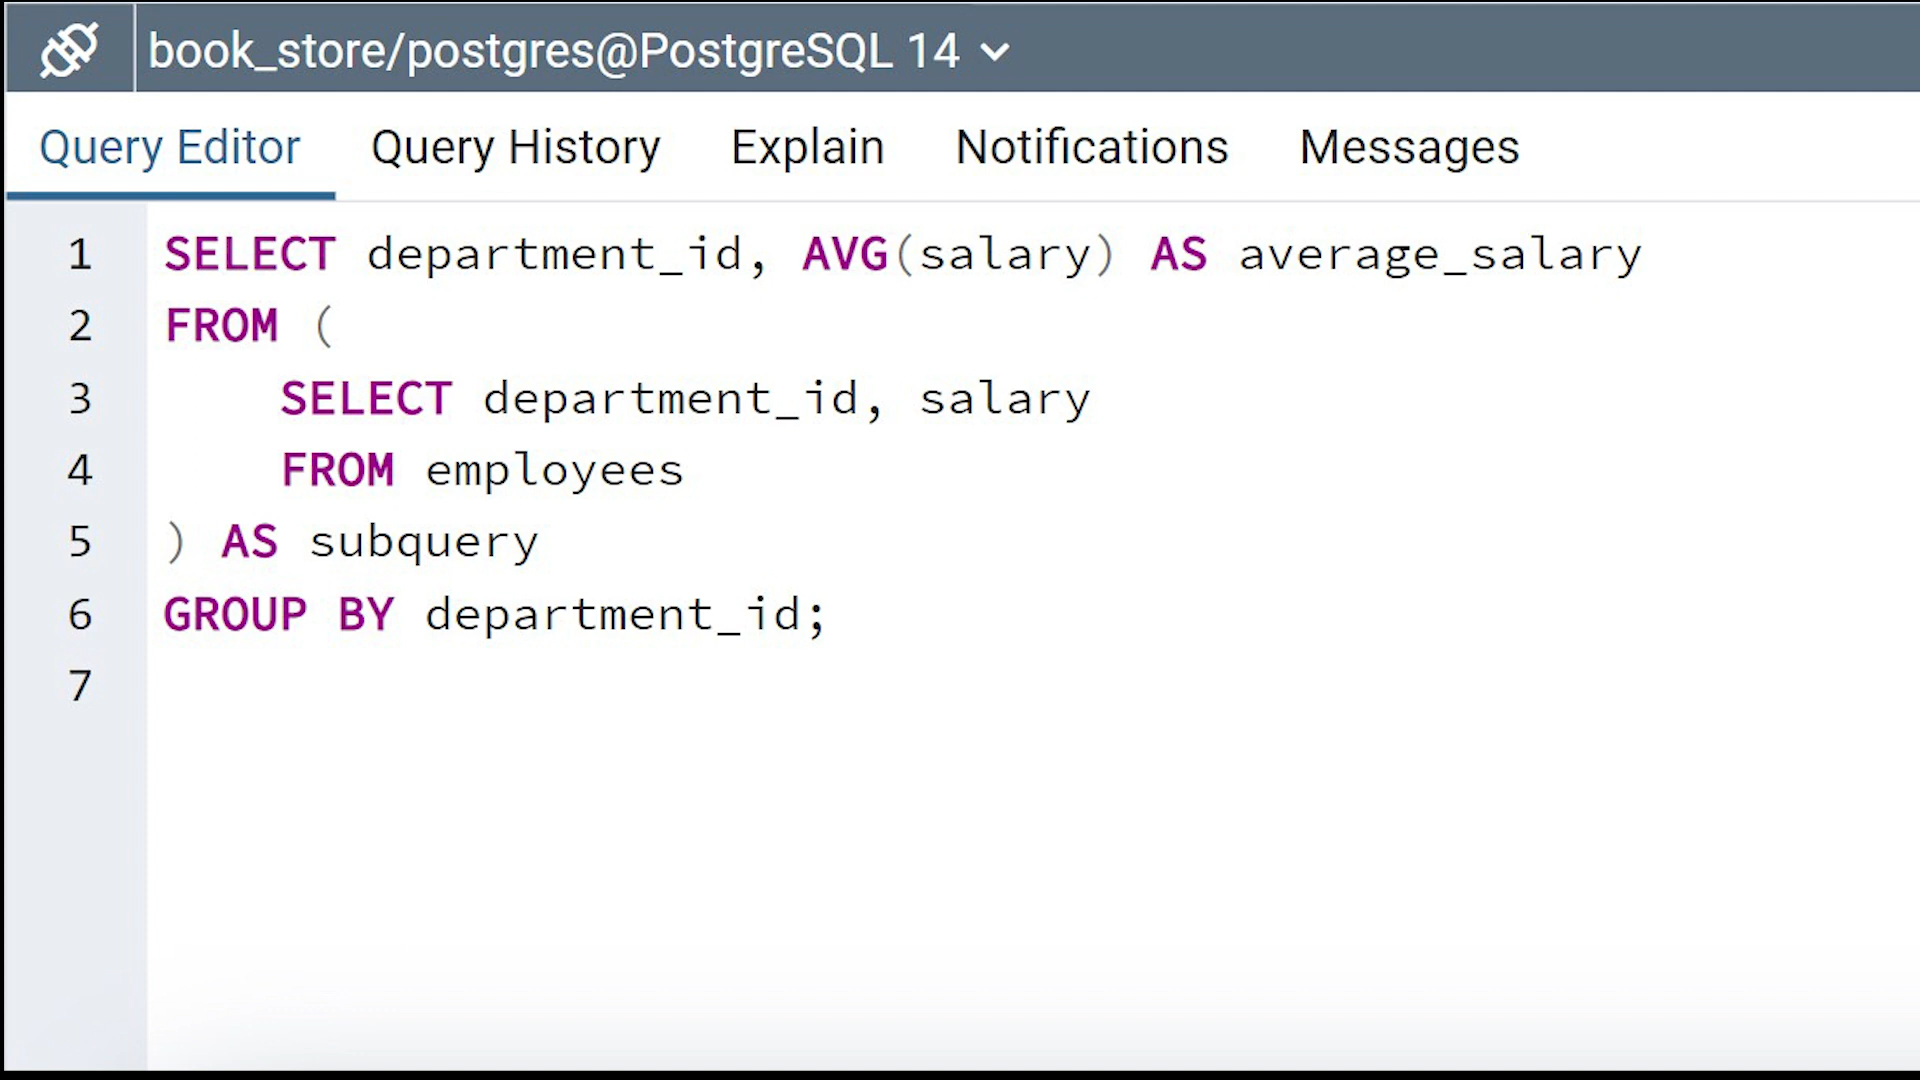 book_store/postgres@PostgreSQL 14
Query Editor Query History Explain Notifications Messages
1 SELECT department_id, AVG(salary) AS average_salary
2 FROM (
3 SELECT department_id, salary
4 FROM employees
5 ) AS subquery
6 GROUP BY department_id;
7